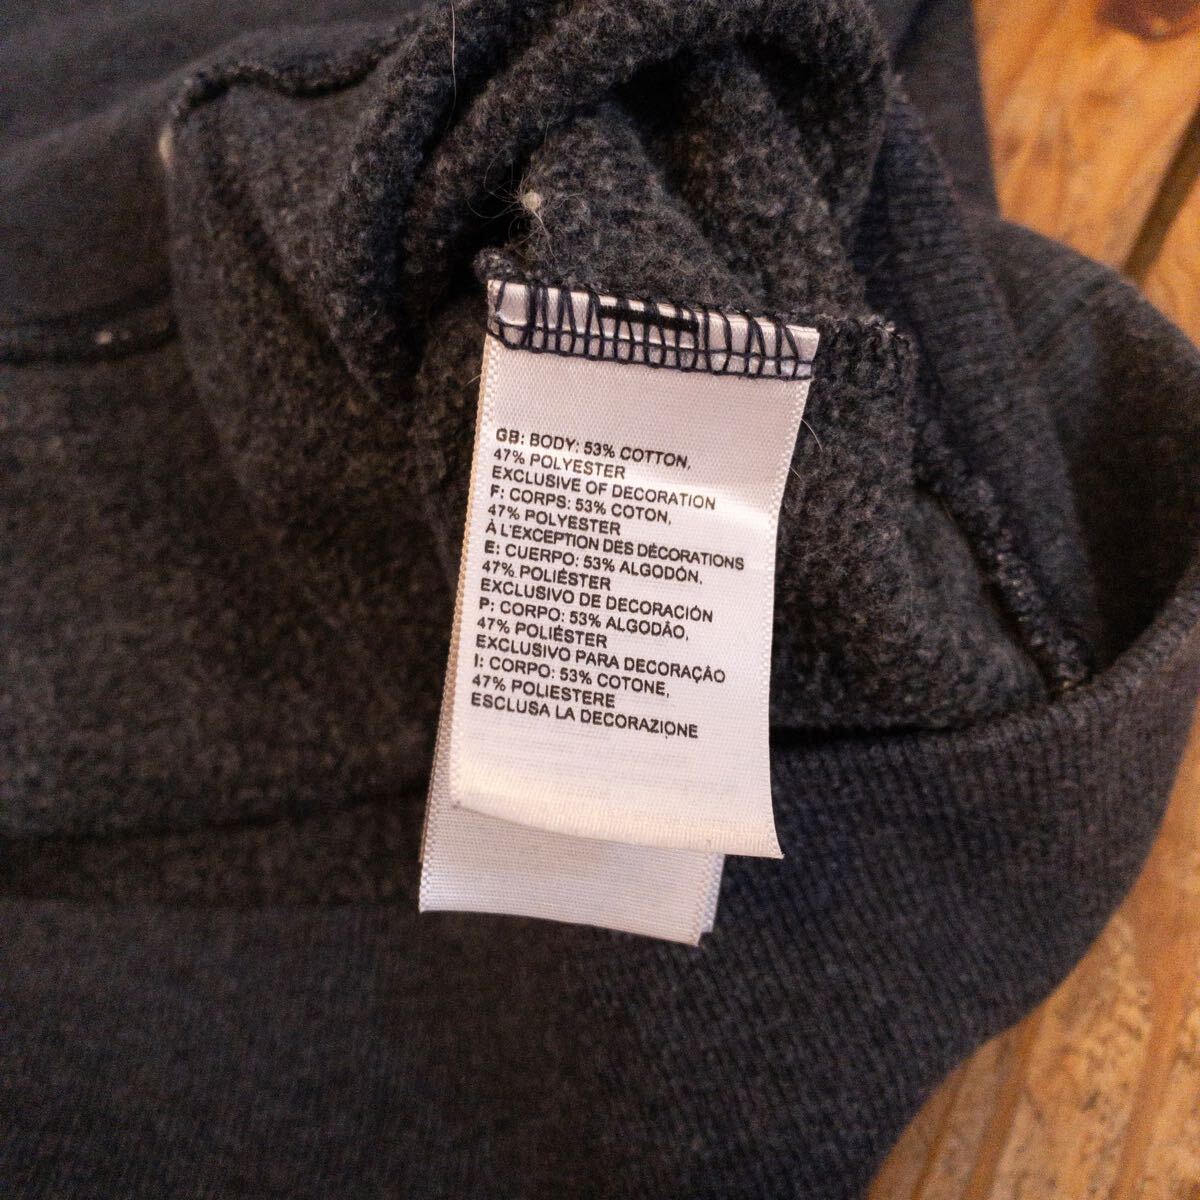 GB: BODY: 53% COTTON,
47% POLYESTER
EXCLUSIVE OF DECORATION
F: CORPS: 53% COTON,
47% POLYESTER
À L'EXCEPTION DES DÉCORATIONS
E: CUERPO: 53% ALGODÓN,
47% POLIÉSTER
EXCLUSIVO DE DECORACIÓN
P: CORPO: 53% ALGODÃO,
47% POLIÉSTER
EXCLUSIVO PARA DECORAÇÃO
I: CORPO: 53% COTONE,
47% POLIESTERE
ESCLUSA LA DECORAZIONE